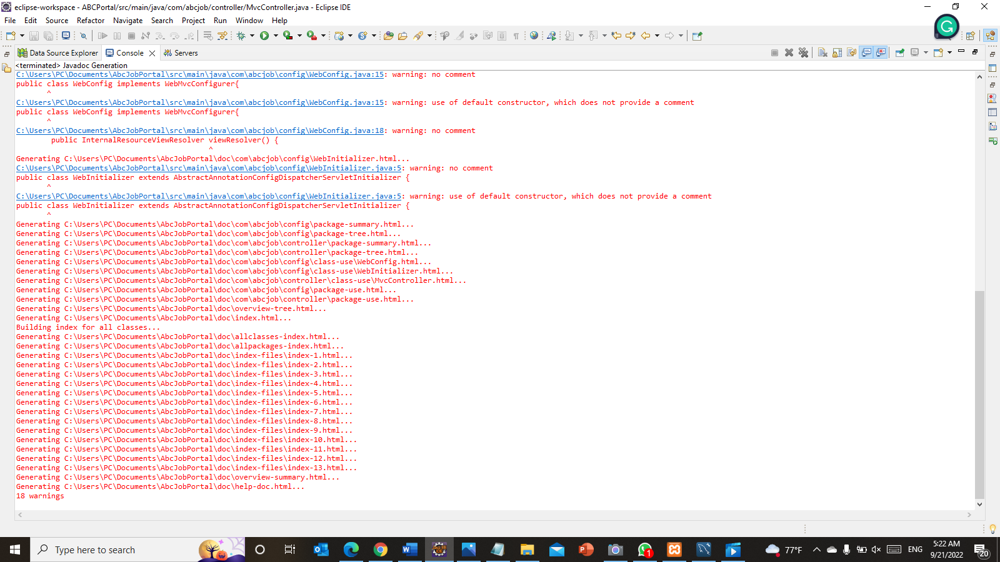 eclipse-workspace - ABCPortal/src/main/java/com/abcjob/controller/MvcController.java - Eclipse IDE
File Edit Source Refactor Navigate Search Project Run Window Help
Data Source Explorer Console Servers
<terminated> Javadoc Generation
C:\Users\PC\Documents\AbcJobPortal\src\main\java\com\abcjob\config\WebConfig.java:15: warning: no comment
public class WebConfig implements WebMvcConfigurer{
^
C:\Users\PC\Documents\AbcJobPortal\src\main\java\com\abcjob\config\WebConfig.java:15: warning: use of default constructor, which does not provide a comment
public class WebConfig implements WebMvcConfigurer{
^
C:\Users\PC\Documents\AbcJobPortal\src\main\java\com\abcjob\config\WebConfig.java:18: warning: no comment
public InternalResourceViewResolver viewResolver() {
^
Generating C:\Users\PC\Documents\AbcJobPortal\doc\com\abcjob\config\WebInitializer.html...
C:\Users\PC\Documents\AbcJobPortal\src\main\java\com\abcjob\config\WebInitializer.java:5: warning: no comment
public class WebInitializer extends AbstractAnnotationConfigDispatcherServletInitializer {
^
C:\Users\PC\Documents\AbcJobPortal\src\main\java\com\abcjob\config\WebInitializer.java:5: warning: use of default constructor, which does not provide a comment
public class WebInitializer extends AbstractAnnotationConfigDispatcherServletInitializer {
^
Generating C:\Users\PC\Documents\AbcJobPortal\doc\com\abcjob\config\package-summary.html...
Generating C:\Users\PC\Documents\AbcJobPortal\doc\com\abcjob\config\package-tree.html...
Generating C:\Users\PC\Documents\AbcJobPortal\doc\com\abcjob\controller\package-summary.html...
Generating C:\Users\PC\Documents\AbcJobPortal\doc\com\abcjob\controller\package-tree.html...
Generating C:\Users\PC\Documents\AbcJobPortal\doc\com\abcjob\config\class-use\WebConfig.html...
Generating C:\Users\PC\Documents\AbcJobPortal\doc\com\abcjob\config\class-use\WebInitializer.html...
Generating C:\Users\PC\Documents\AbcJobPortal\doc\com\abcjob\controller\class-use\MvcController.html...
Generating C:\Users\PC\Documents\AbcJobPortal\doc\com\abcjob\config\package-use.html...
Generating C:\Users\PC\Documents\AbcJobPortal\doc\com\abcjob\controller\package-use.html...
Generating C:\Users\PC\Documents\AbcJobPortal\doc\overview-tree.html...
Generating C:\Users\PC\Documents\AbcJobPortal\doc\index.html...
Building index for all classes...
Generating C:\Users\PC\Documents\AbcJobPortal\doc\allclasses-index.html...
Generating C:\Users\PC\Documents\AbcJobPortal\doc\allpackages-index.html...
Generating C:\Users\PC\Documents\AbcJobPortal\doc\index-files\index-1.html...
Generating C:\Users\PC\Documents\AbcJobPortal\doc\index-files\index-2.html...
Generating C:\Users\PC\Documents\AbcJobPortal\doc\index-files\index-3.html...
Generating C:\Users\PC\Documents\AbcJobPortal\doc\index-files\index-4.html...
Generating C:\Users\PC\Documents\AbcJobPortal\doc\index-files\index-5.html...
Generating C:\Users\PC\Documents\AbcJobPortal\doc\index-files\index-6.html...
Generating C:\Users\PC\Documents\AbcJobPortal\doc\index-files\index-7.html...
Generating C:\Users\PC\Documents\AbcJobPortal\doc\index-files\index-8.html...
Generating C:\Users\PC\Documents\AbcJobPortal\doc\index-files\index-9.html...
Generating C:\Users\PC\Documents\AbcJobPortal\doc\index-files\index-10.html...
Generating C:\Users\PC\Documents\AbcJobPortal\doc\index-files\index-11.html...
Generating C:\Users\PC\Documents\AbcJobPortal\doc\index-files\index-12.html...
Generating C:\Users\PC\Documents\AbcJobPortal\doc\index-files\index-13.html...
Generating C:\Users\PC\Documents\AbcJobPortal\doc\overview-summary.html...
Generating C:\Users\PC\Documents\AbcJobPortal\doc\help-doc.html...
18 warnings
Type here to search
77°F
ENG
5:22 AM
9/21/2022
20